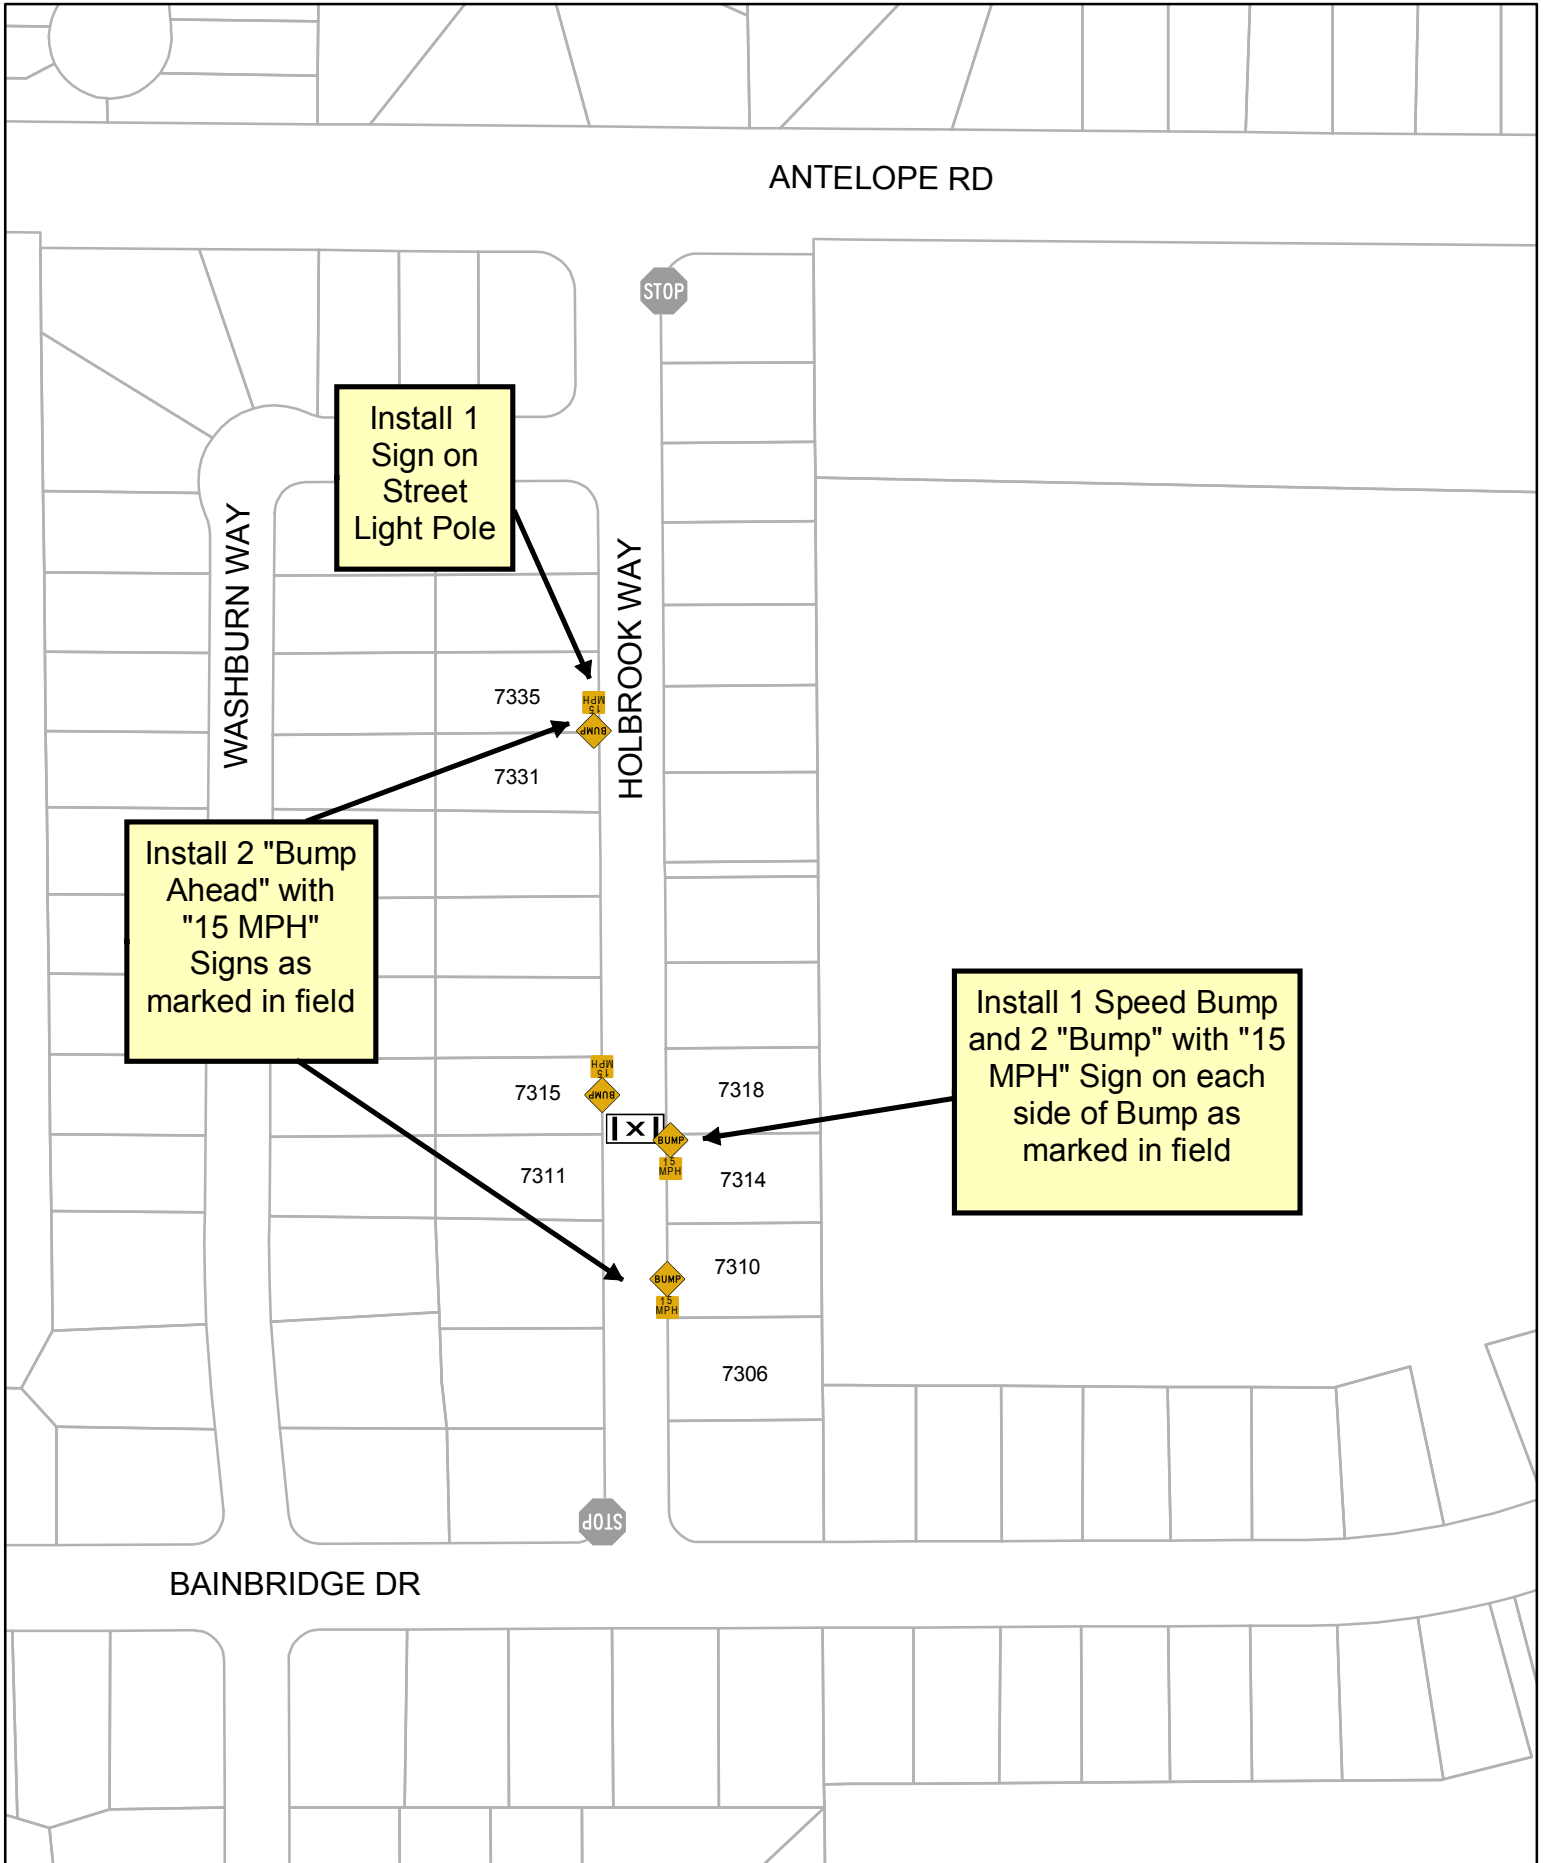 ANTELOPE RD
STOP
Install 1
Sign on
Street
Light Pole
WASHBURN WAY
HOLBROOK WAY
7335
15
MPH
BUMP
7331
Install 2 "Bump
Ahead" with
"15 MPH"
Signs as
marked in field
Install 1 Speed Bump
and 2 "Bump" with "15
MPH" Sign on each
side of Bump as
marked in field
15
MPH
BUMP
7315
7318
X
BUMP
15
MPH
7311
7314
BUMP
15
MPH
7310
7306
STOP
BAINBRIDGE DR